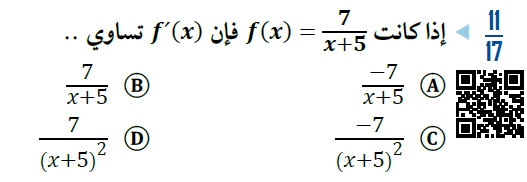 11/17 ◀ إذا كانت f(x) = 7/(x+5) فإن f′(x) تساوي ..
Ⓐ -7/(x+5) Ⓑ 7/(x+5)
Ⓒ -7/(x+5)² Ⓓ 7/(x+5)²